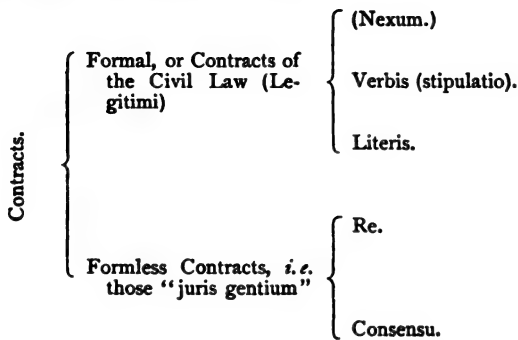 Contracts.
Formal, or Contracts of
the Civil Law (Le-
gitimi)
(Nexum.)
Verbis (stipulatio).
Literis.
Formless Contracts, i.e.
those "juris gentium"
Re.
Consensu.